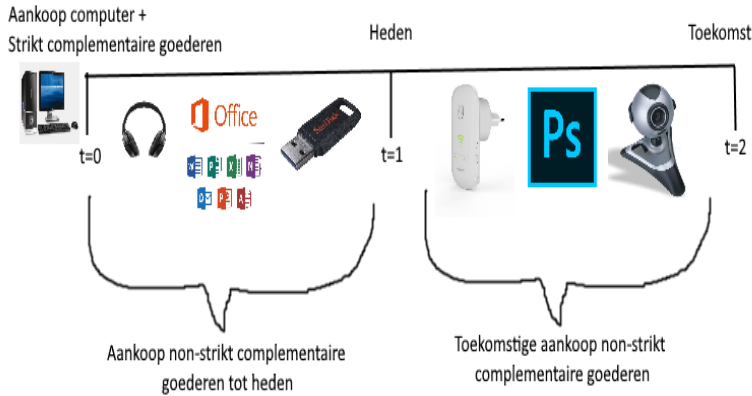 Aankoop computer +
Strikt complementaire goederen
Heden
Toekomst
Office
SanDisk
Ps
t=0
t=1
t=2
Aankoop non-strikt complementaire
goederen tot heden
Toekomstige aankoop non-strikt
complementaire goederen